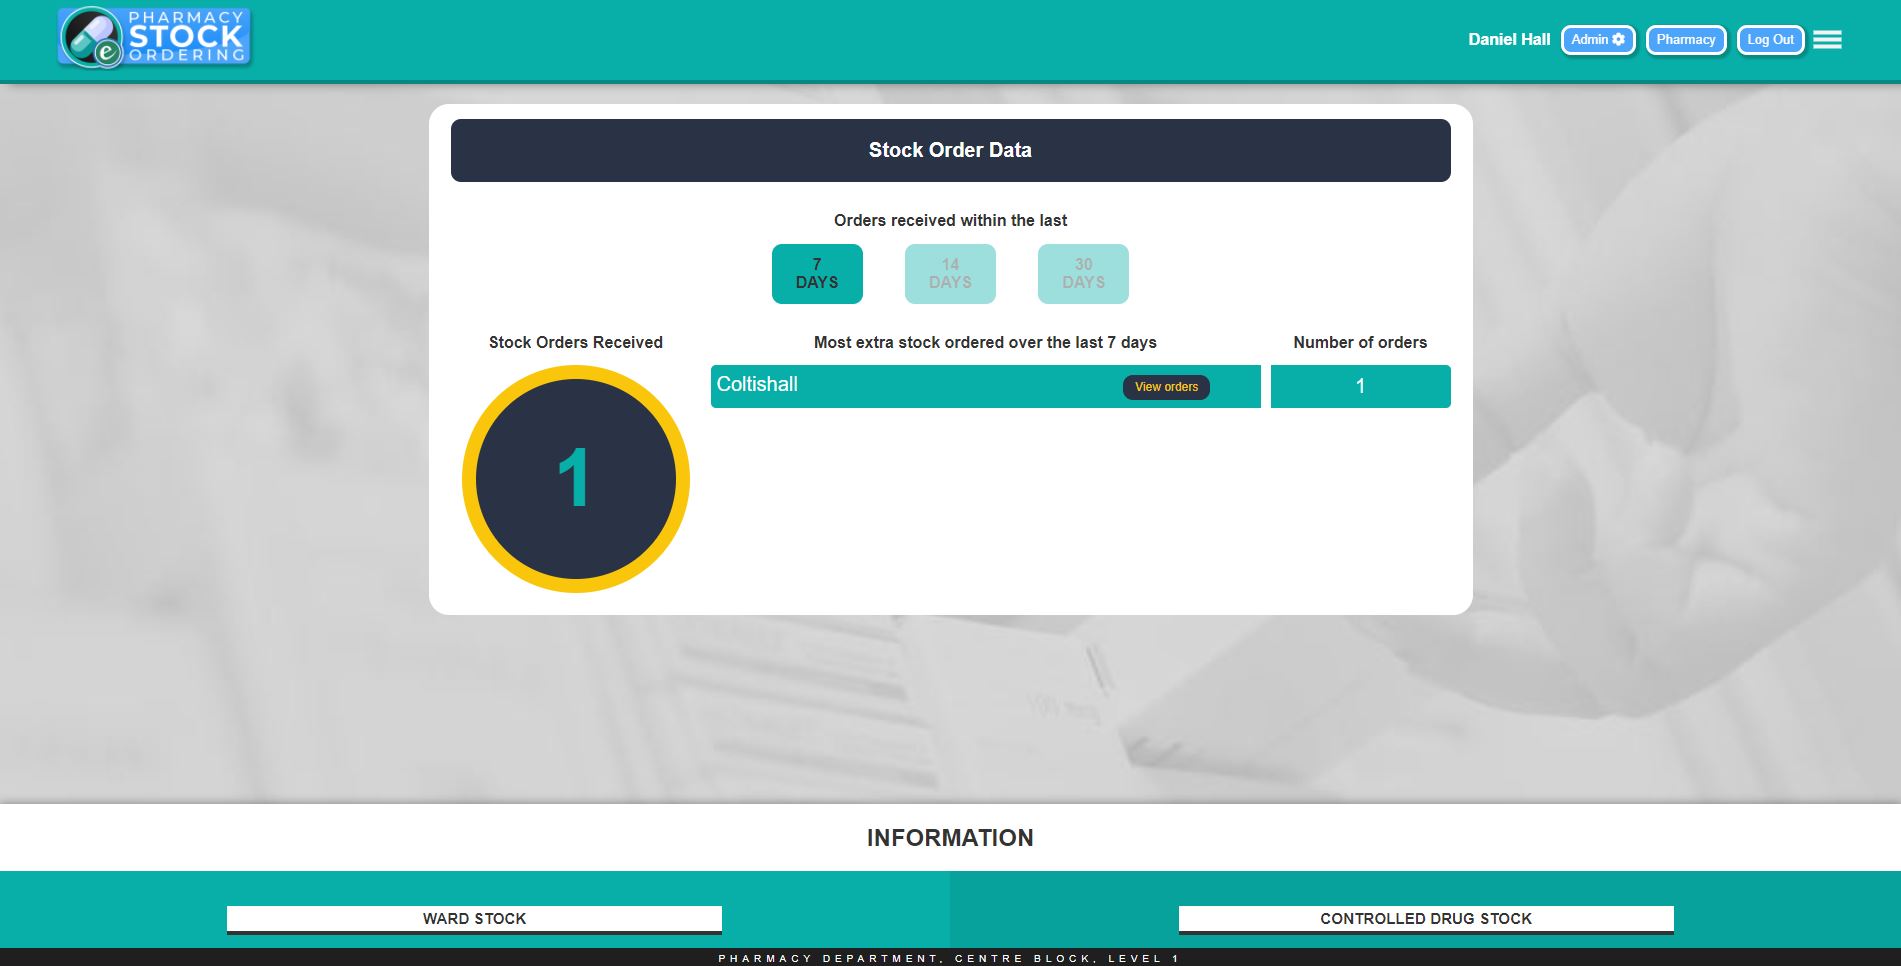 PHARMACY
STOCK
ORDERING
e
Daniel Hall
Admin
Pharmacy
Log Out
Stock Order Data
Orders received within the last
7
DAYS
14
DAYS
30
DAYS
Stock Orders Received
Most extra stock ordered over the last 7 days
Number of orders
Coltishall
View orders
1
1
INFORMATION
WARD STOCK
CONTROLLED DRUG STOCK
PHARMACY DEPARTMENT, CENTRE BLOCK, LEVEL 1